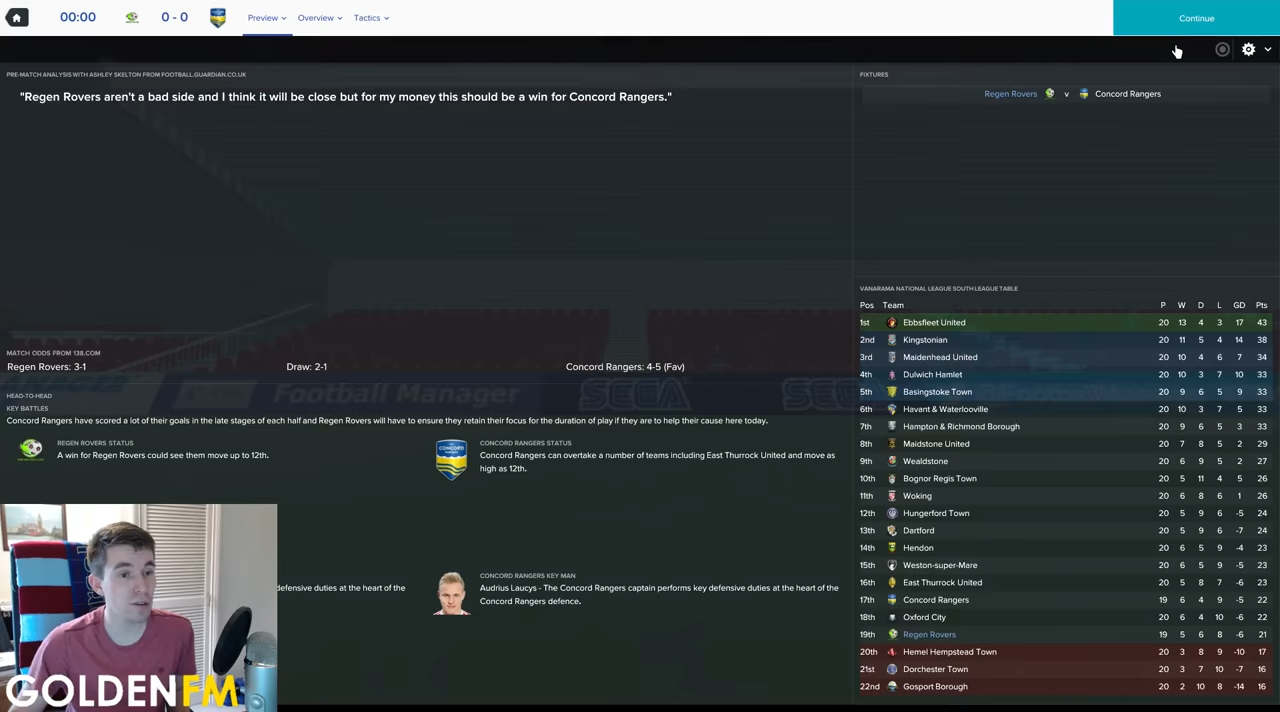 00:00
0 - 0
Preview
Overview
Tactics
Continue
PRE-MATCH ANALYSIS WITH ASHLEY SKELTON FROM FOOTBALL.GUARDIAN.CO.UK
"Regen Rovers aren't a bad side and I think it will be close but for my money this should be a win for Concord Rangers."
MATCH ODDS FROM 138.COM
Regen Rovers: 3-1
Draw: 2-1
Concord Rangers: 4-5 (Fav)
Football Manager
SEGA
HEAD-TO-HEAD
KEY BATTLES
Concord Rangers have scored a lot of their goals in the late stages of each half and Regen Rovers will have to ensure they retain their focus for the duration of play if they are to help their cause here today.
REGEN ROVERS STATUS
A win for Regen Rovers could see them move up to 12th.
CONCORD RANGERS STATUS
Concord Rangers can overtake a number of teams including East Thurrock United and move as
high as 12th.
defensive duties at the heart of the
CONCORD RANGERS KEY MAN
Audrius Laucys - The Concord Rangers captain performs key defensive duties at the heart of the
Concord Rangers defence.
GOLDENFM
FIXTURES
Regen Rovers v Concord Rangers
VANARAMA NATIONAL LEAGUE SOUTH LEAGUE TABLE
Pos Team P W D L GD Pts
1st Ebbsfleet United 20 13 4 3 17 43
2nd Kingstonian 20 11 5 4 14 38
3rd Maidenhead United 20 10 4 6 7 34
4th Dulwich Hamlet 20 10 3 7 10 33
5th Basingstoke Town 20 9 6 5 9 33
6th Havant & Waterlooville 20 10 3 7 5 33
7th Hampton & Richmond Borough 20 9 6 5 3 33
8th Maidstone United 20 7 8 5 2 29
9th Wealdstone 20 6 9 5 2 27
10th Bognor Regis Town 20 5 11 4 5 26
11th Woking 20 6 8 6 1 26
12th Hungerford Town 20 5 9 6 -5 24
13th Dartford 20 5 9 6 -7 24
14th Hendon 20 6 5 9 -4 23
15th Weston-super-Mare 20 6 5 9 -5 23
16th East Thurrock United 20 5 8 7 -6 23
17th Concord Rangers 19 6 4 9 -5 22
18th Oxford City 20 6 4 10 -6 22
19th Regen Rovers 19 5 6 8 -6 21
20th Hemel Hempstead Town 20 3 8 9 -10 17
21st Dorchester Town 20 3 7 10 -7 16
22nd Gosport Borough 20 2 10 8 -14 16